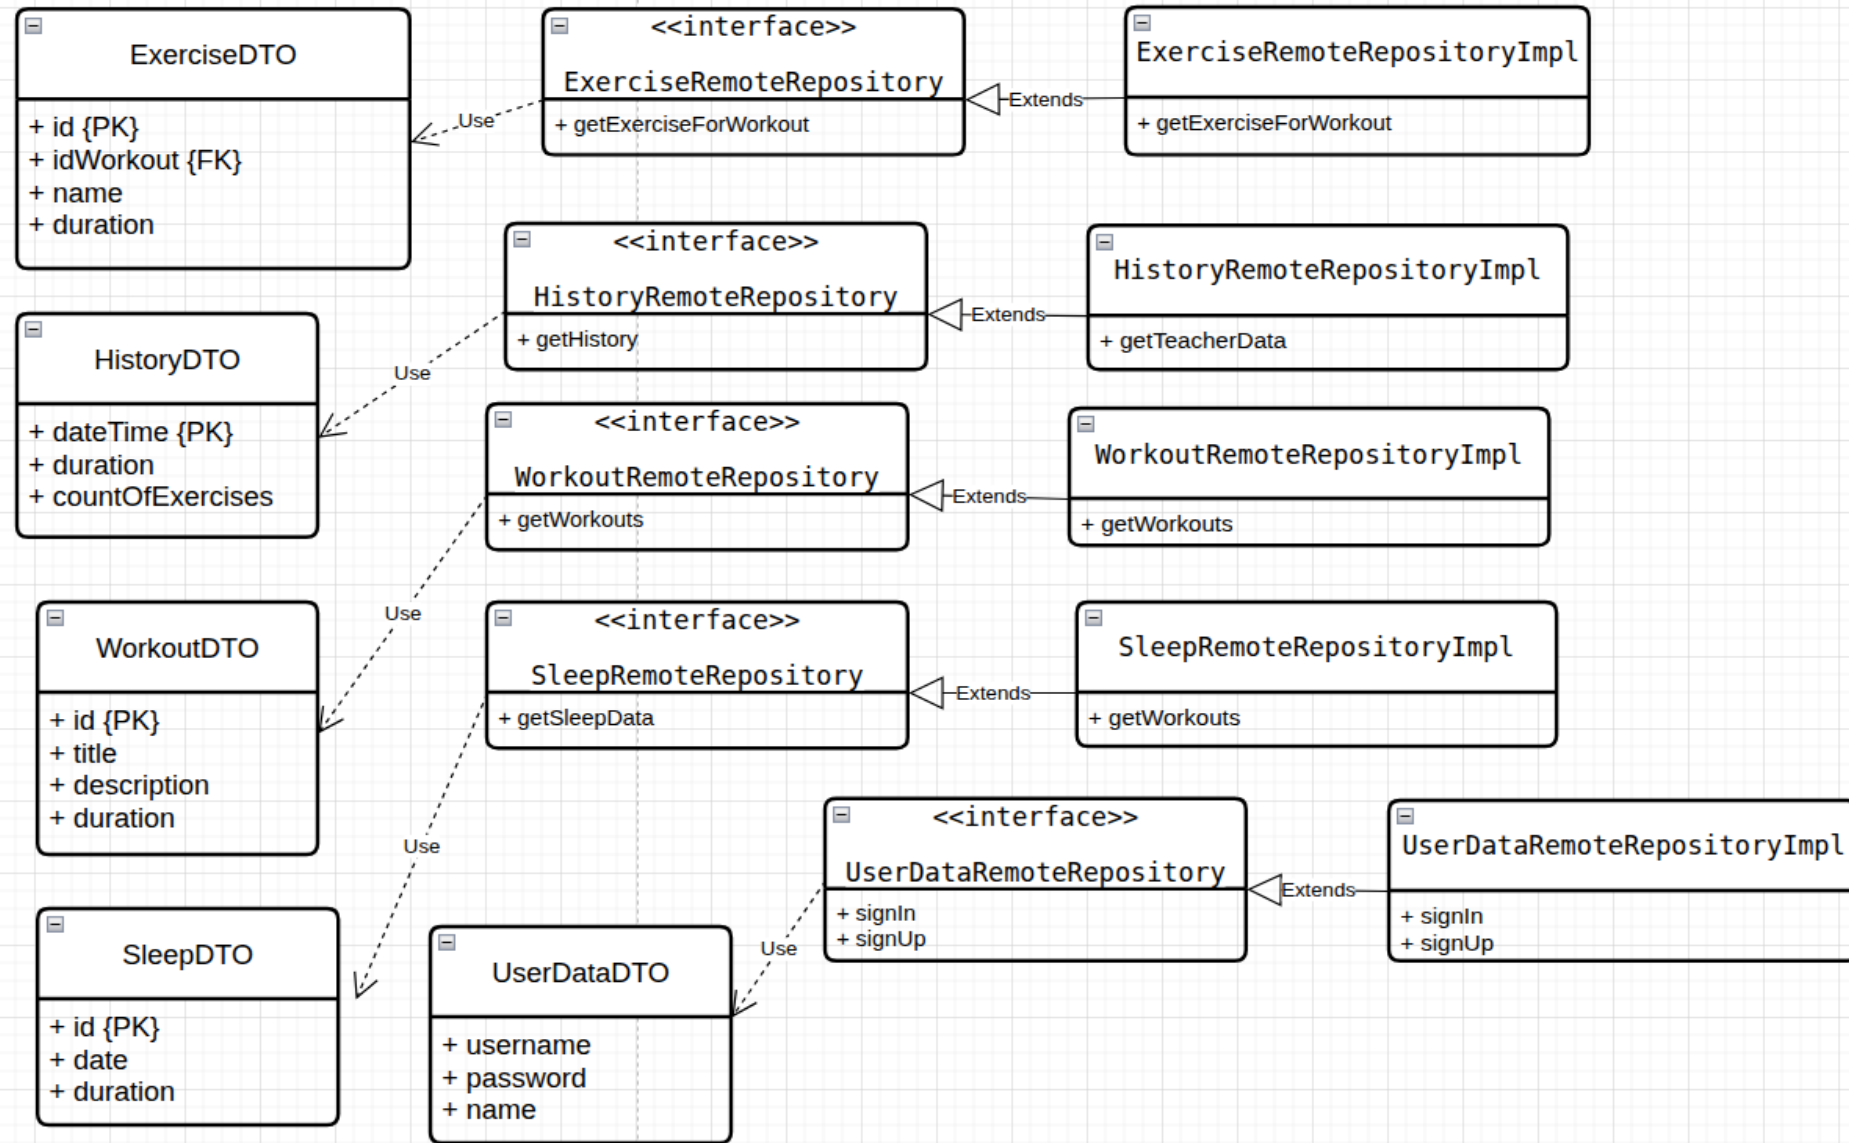 ExerciseDTO
+ id {PK}
+ idWorkout {FK}
+ name
+ duration
Use
<<interface>>
ExerciseRemoteRepository
+ getExerciseForWorkout
Extends
ExerciseRemoteRepositoryImpl
+ getExerciseForWorkout
HistoryDTO
+ dateTime {PK}
+ duration
+ countOfExercises
Use
<<interface>>
HistoryRemoteRepository
+ getHistory
Extends
HistoryRemoteRepositoryImpl
+ getTeacherData
WorkoutDTO
+ id {PK}
+ title
+ description
+ duration
Use
<<interface>>
WorkoutRemoteRepository
+ getWorkouts
Extends
WorkoutRemoteRepositoryImpl
+ getWorkouts
SleepDTO
+ id {PK}
+ date
+ duration
Use
<<interface>>
SleepRemoteRepository
+ getSleepData
Extends
SleepRemoteRepositoryImpl
+ getWorkouts
UserDataDTO
+ username
+ password
+ name
Use
<<interface>>
UserDataRemoteRepository
+ signIn
+ signUp
Extends
UserDataRemoteRepositoryImpl
+ signIn
+ signUp